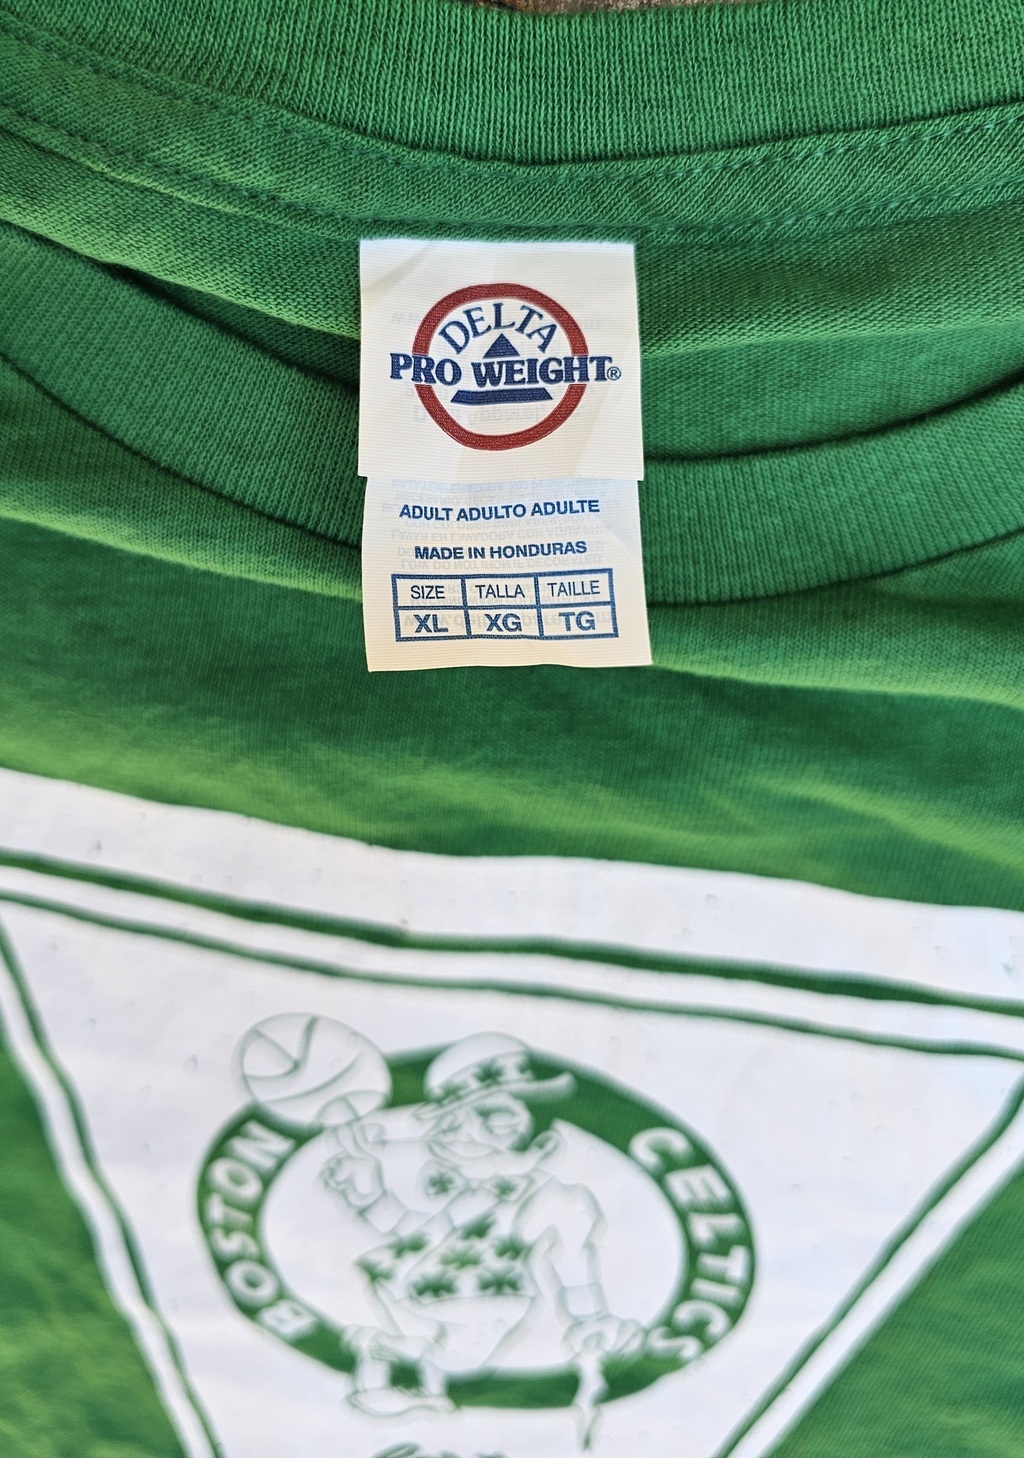 DELTA
PRO WEIGHT®
ADULT ADULTO ADULTE
MADE IN HONDURAS
SIZE TALLA TAILLE
XL XG TG
BOSTON CELTICS